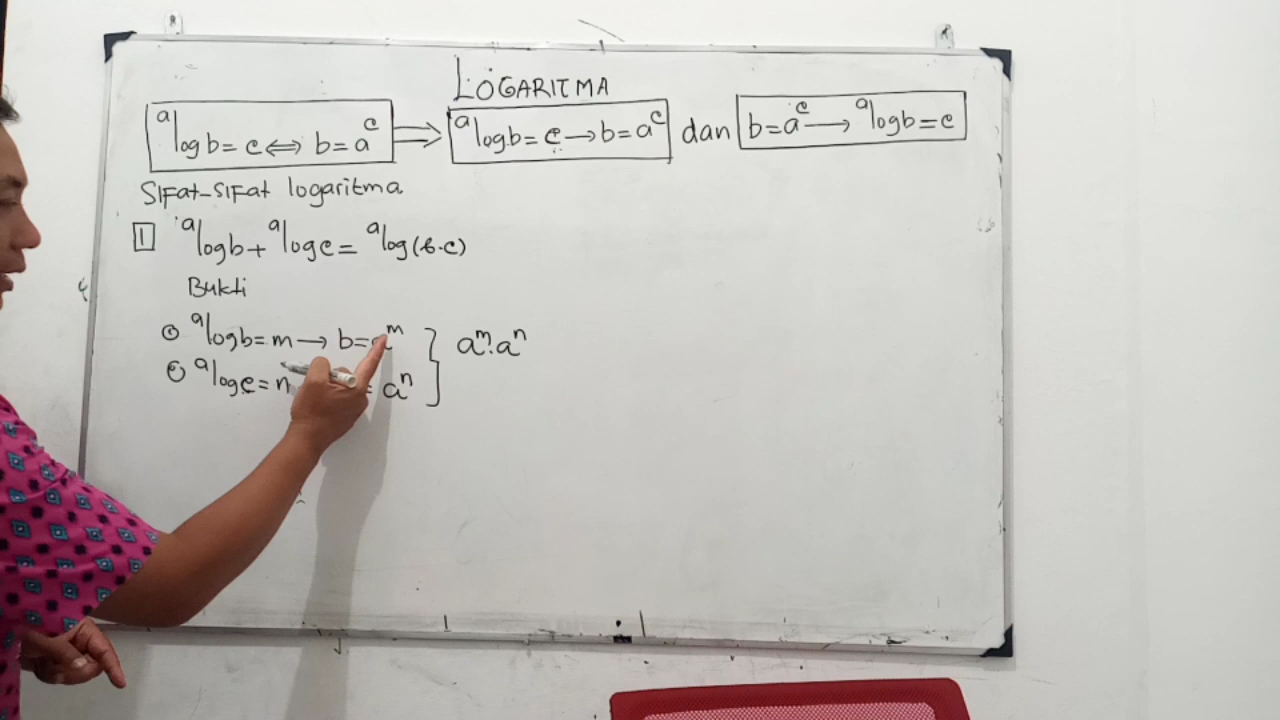 LOGARITMA
ᵃlog b = c ⟺ b = aᶜ ⟹ ᵃlog b = c → b = aᶜ dan b = aᶜ → ᵃlog b = c
SIFat-SIFat logaritma
1 ᵃlog b + ᵃlog c = ᵃlog (b·c)
Bukti
ᵃlog b = m → b = aᵐ } aᵐ·aⁿ
ᵃlog c = n = aⁿ